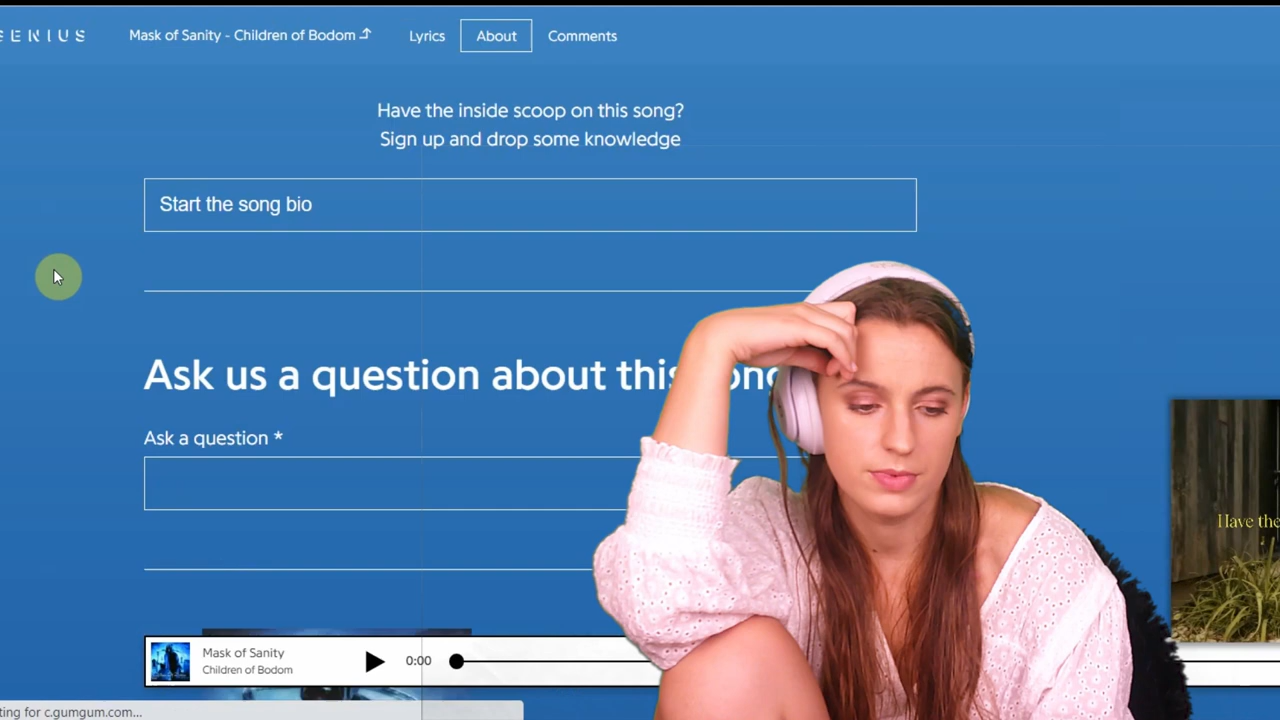 GENIUS
Mask of Sanity - Children of Bodom
Lyrics
About
Comments
Have the inside scoop on this song?
Sign up and drop some knowledge
Start the song bio
Ask us a question about this
Ask a question *
Have the
Mask of Sanity
Children of Bodom
0:00
ting for c.gumgum.com...